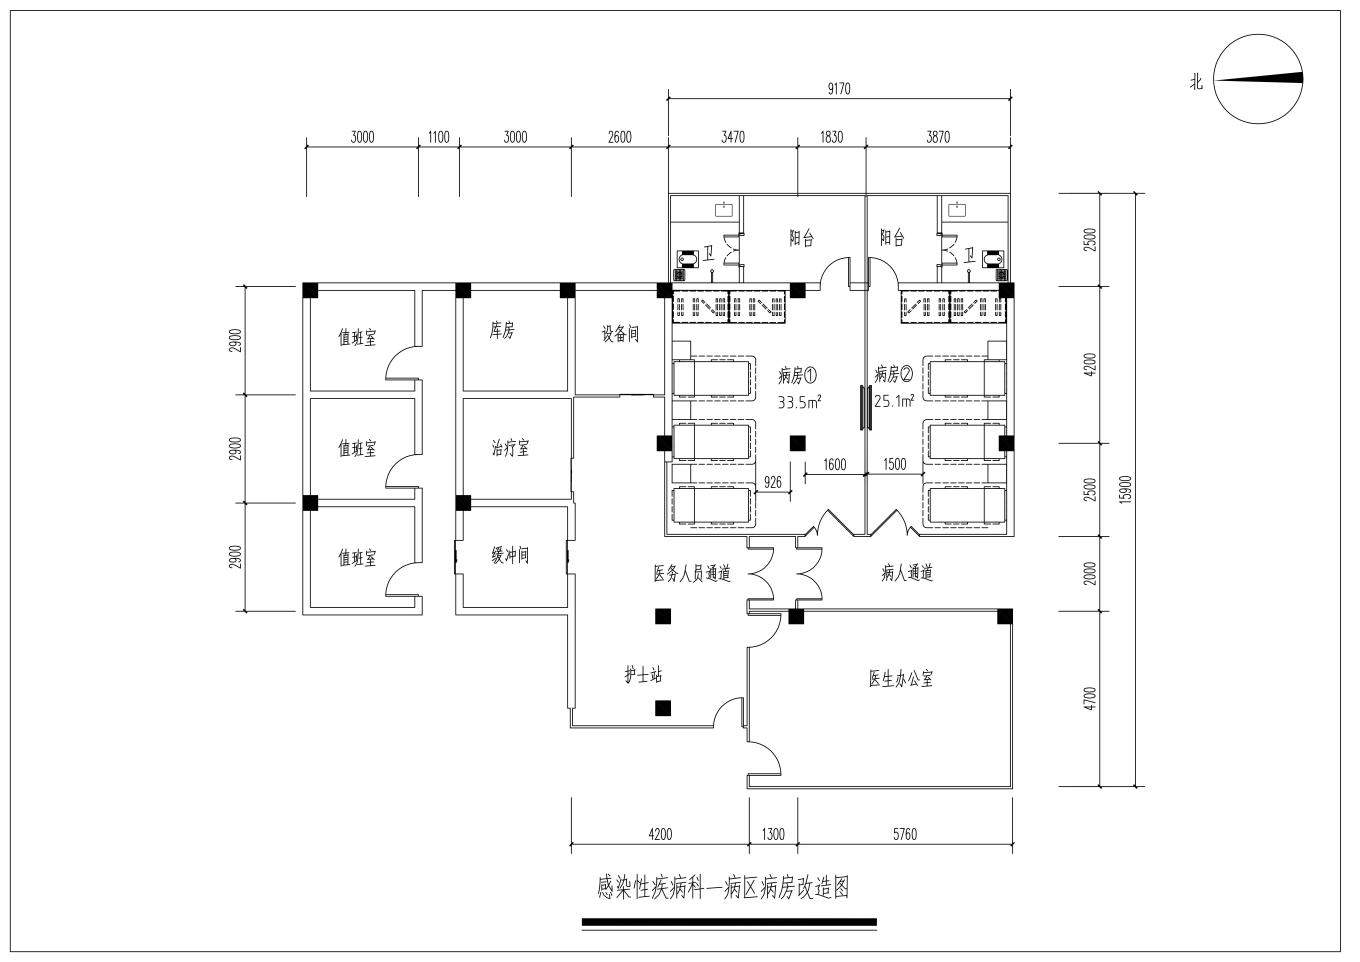 北
9170
3000 1100 3000 2600 3470 1830 3870
阳台 阳台
卫 卫
2500
值班室 库房 设备间
2900
病房① 病房②
33.5m² 25.1m²
4200
值班室 治疗室
2900
1600 1500
926
2500
15900
值班室 缓冲间
2900
医务人员通道 病人通道
2000
护士站 医生办公室
4700
4200 1300 5760
感染性疾病科一病区病房改造图